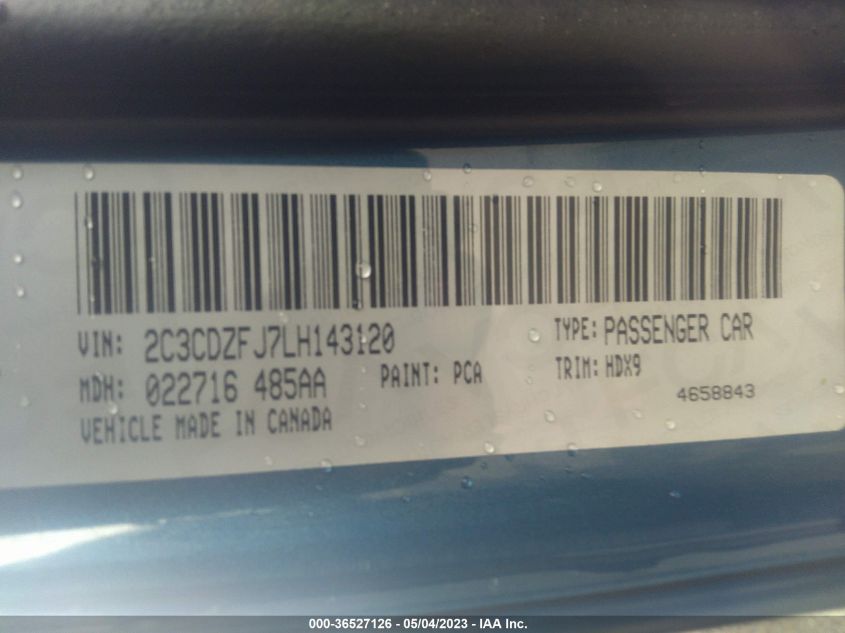 VIN: 2C3CDZFJ7LH143120 TYPE: PASSENGER CAR
MDH: 022716 485AA PAINT: PCA TRIM: HDX9
VEHICLE MADE IN CANADA 4658843
000-36527126 - 05/04/2023 - IAA Inc.